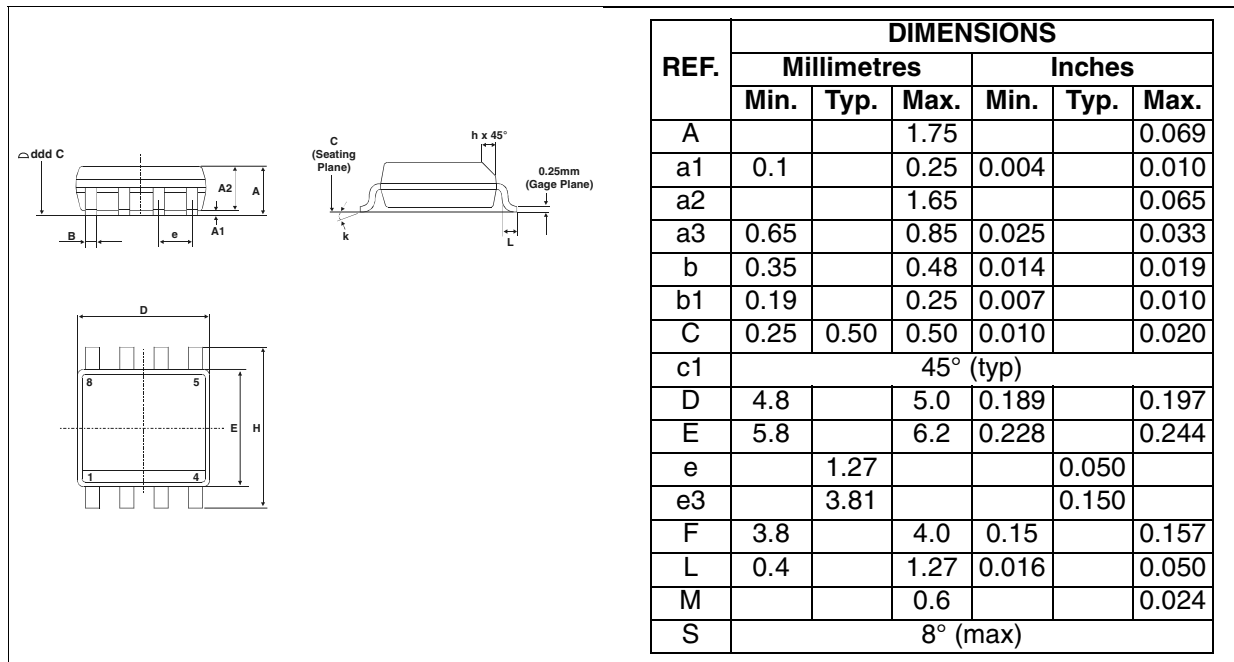 ⌓ ddd C
A2
A
B
e
A1
C
(Seating
Plane)
h x 45°
0.25mm
(Gage Plane)
k
L
D
8 5
E H
1 4
REF. DIMENSIONS
Millimetres Inches
Min. Typ. Max. Min. Typ. Max.
A 1.75 0.069
a1 0.1 0.25 0.004 0.010
a2 1.65 0.065
a3 0.65 0.85 0.025 0.033
b 0.35 0.48 0.014 0.019
b1 0.19 0.25 0.007 0.010
C 0.25 0.50 0.50 0.010 0.020
c1 45° (typ)
D 4.8 5.0 0.189 0.197
E 5.8 6.2 0.228 0.244
e 1.27 0.050
e3 3.81 0.150
F 3.8 4.0 0.15 0.157
L 0.4 1.27 0.016 0.050
M 0.6 0.024
S 8° (max)